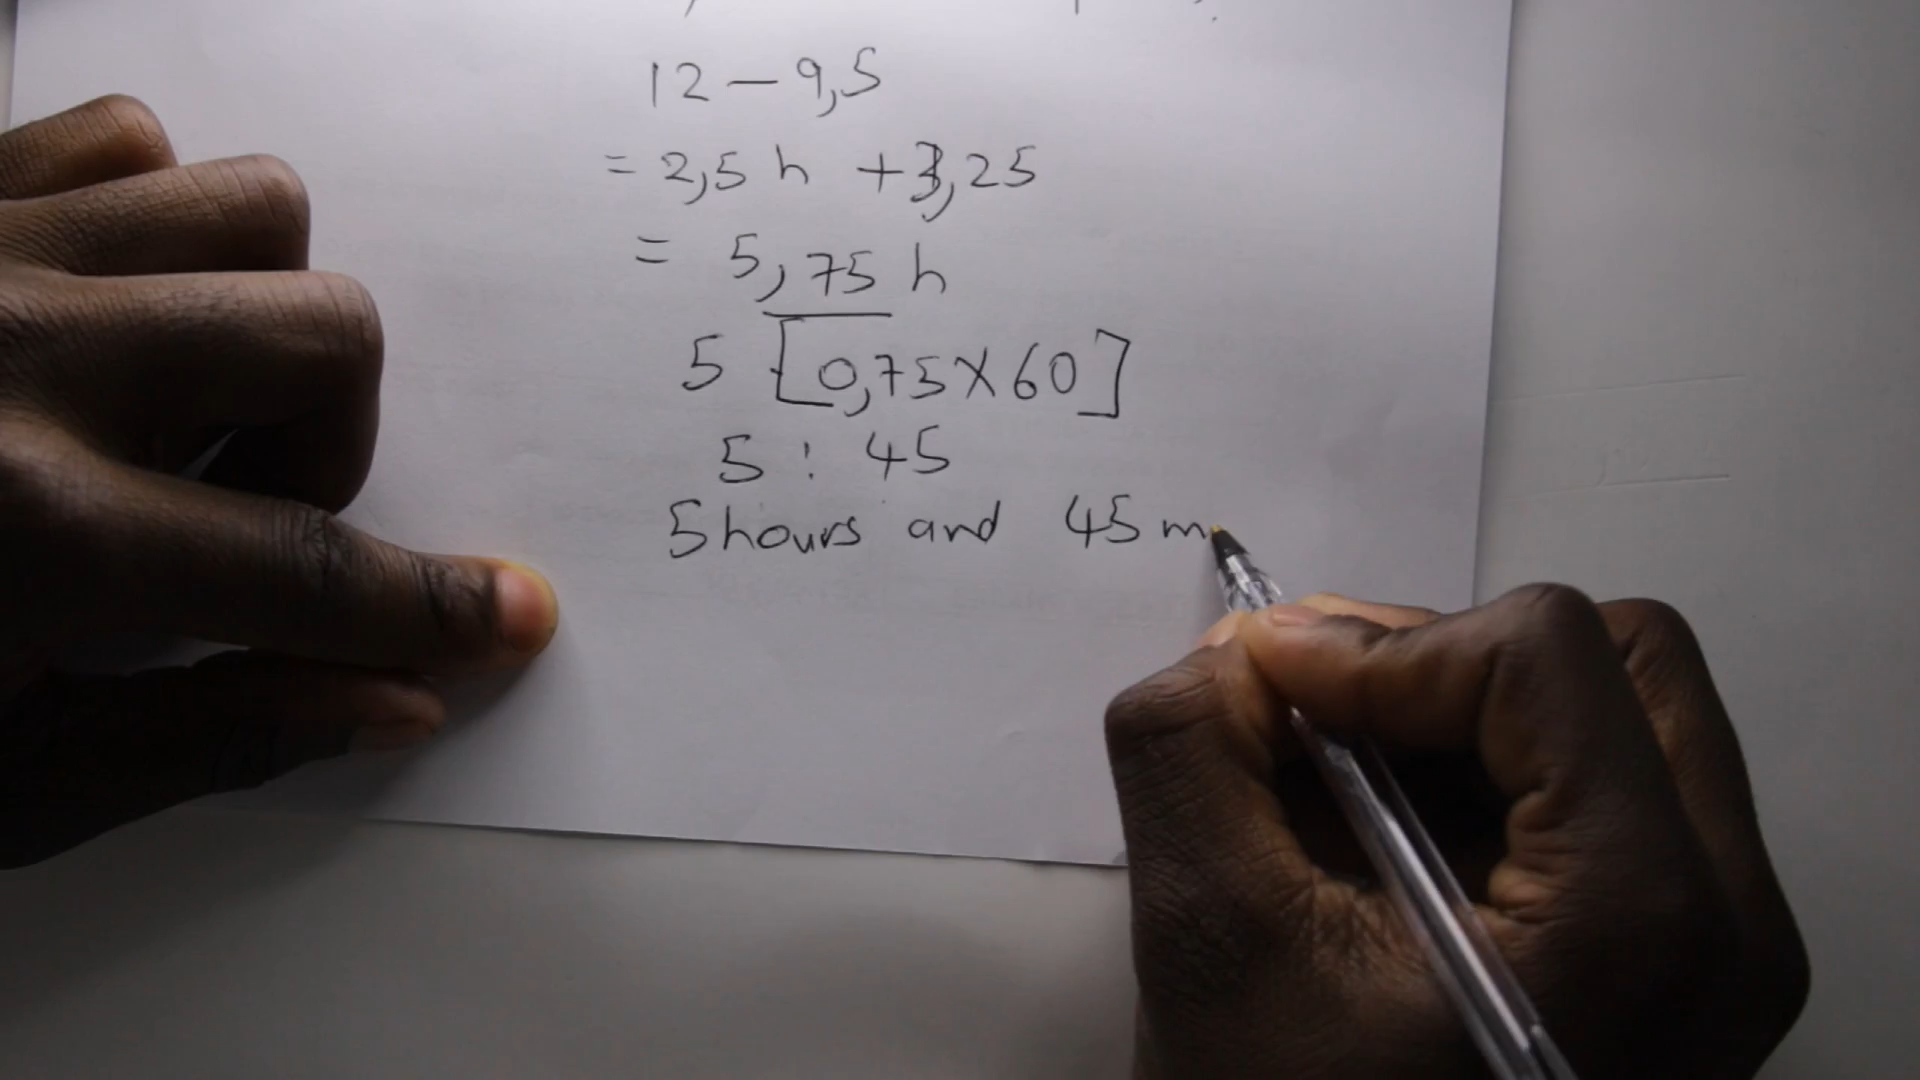 12 - 9,5
= 2,5 h + 3,25
= 5,75 h
5 [0,75 X 60]
5 : 45
5 hours and 45 m